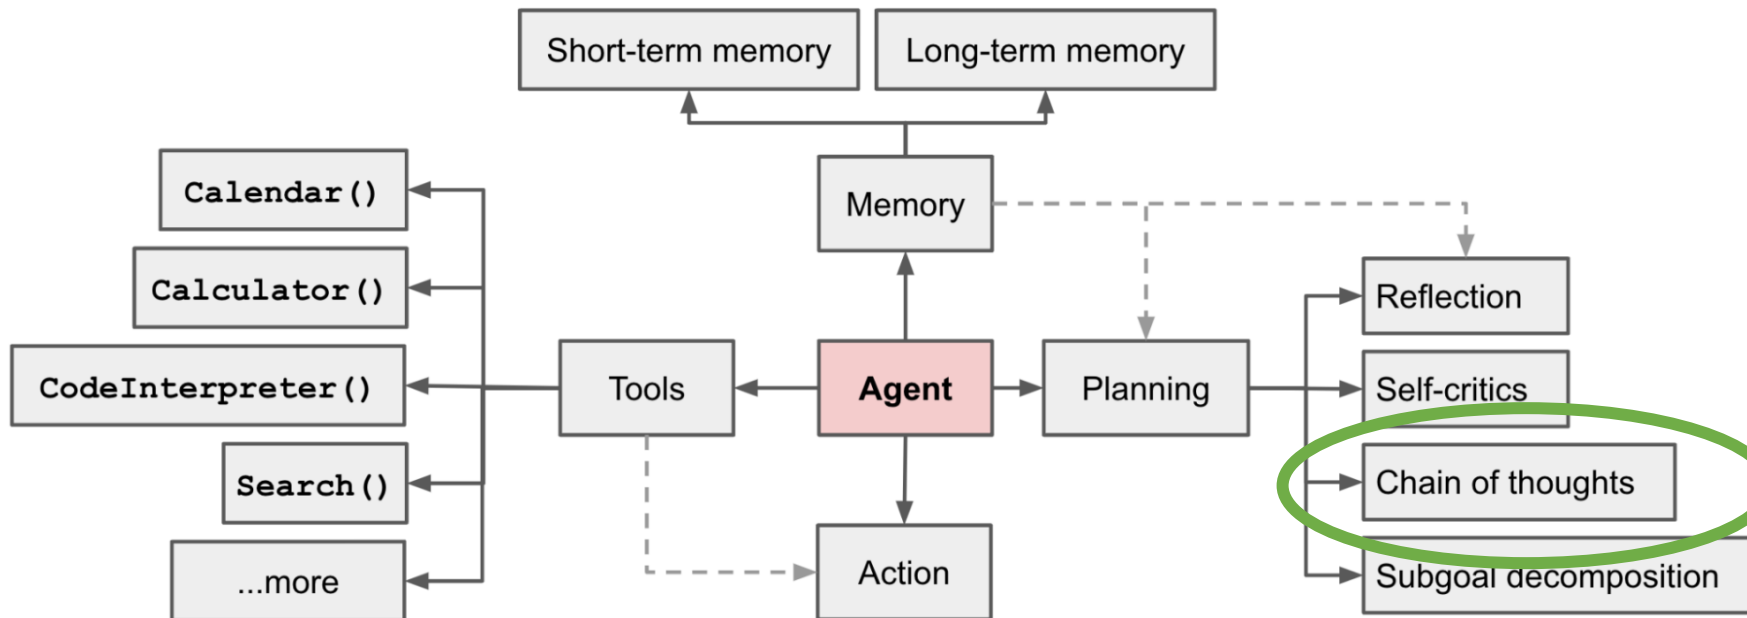 Short-term memory
Long-term memory
Calendar()
Memory
Calculator()
Reflection
CodeInterpreter()
Tools
Agent
Planning
Self-critics
Search()
Chain of thoughts
...more
Action
Subgoal decomposition